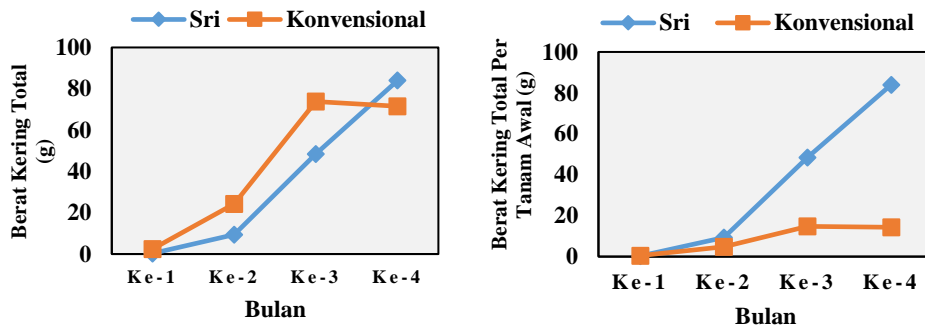 Sri Konvensional
Berat Kering Total
(g)
100
80
60
40
20
0
Ke-1 Ke-2 Ke-3 Ke-4
Bulan
Sri Konvensional
Berat Kering Total Per
Tanam Awal (g)
100
80
60
40
20
0
Ke-1 Ke-2 Ke-3 Ke-4
Bulan